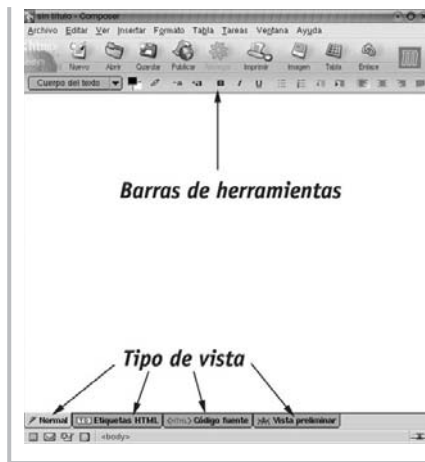 sin título - Composer
Archivo Editar Ver Insertar Formato Tabla Tareas Ventana Ayuda
Nuevo Abrir Guardar Publicar Imprimir Imagen Tabla Enlace
Cuerpo del texto -a +a B I U
Barras de herramientas
Tipo de vista
Normal Etiquetas HTML <HTML> Código fuente Vista preliminar
<body>